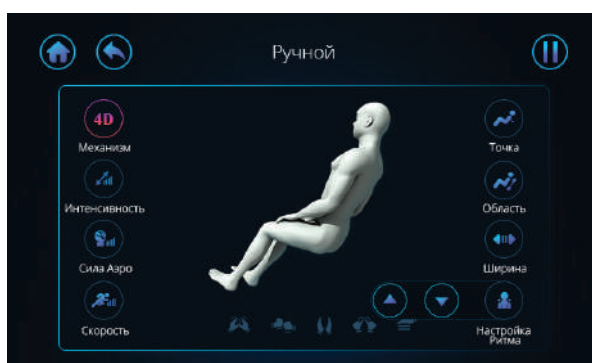 Ручной
4D
Механизм
Интенсивность
Сила Аэро
Скорость
Точка
Область
Ширина
Настройка
Ритма